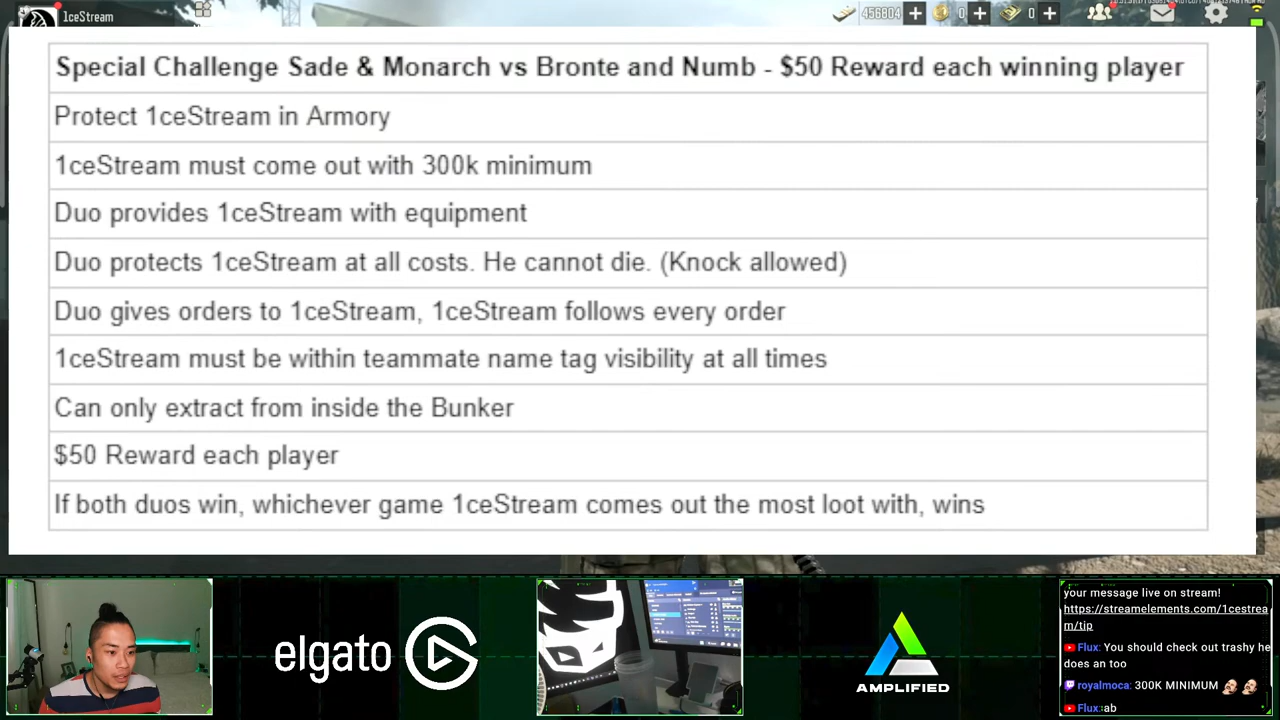 1ceStream
456804
0
0
Special Challenge Sade & Monarch vs Bronte and Numb - $50 Reward each winning player
Protect 1ceStream in Armory
1ceStream must come out with 300k minimum
Duo provides 1ceStream with equipment
Duo protects 1ceStream at all costs. He cannot die. (Knock allowed)
Duo gives orders to 1ceStream, 1ceStream follows every order
1ceStream must be within teammate name tag visibility at all times
Can only extract from inside the Bunker
$50 Reward each player
If both duos win, whichever game 1ceStream comes out the most loot with, wins
elgato
AMPLIFIED
your message live on stream!
https://streamelements.com/1cestrea
m/tip
Flux: You should check out trashy he
does an too
royalmoca: 300K MINIMUM
Flux: ab